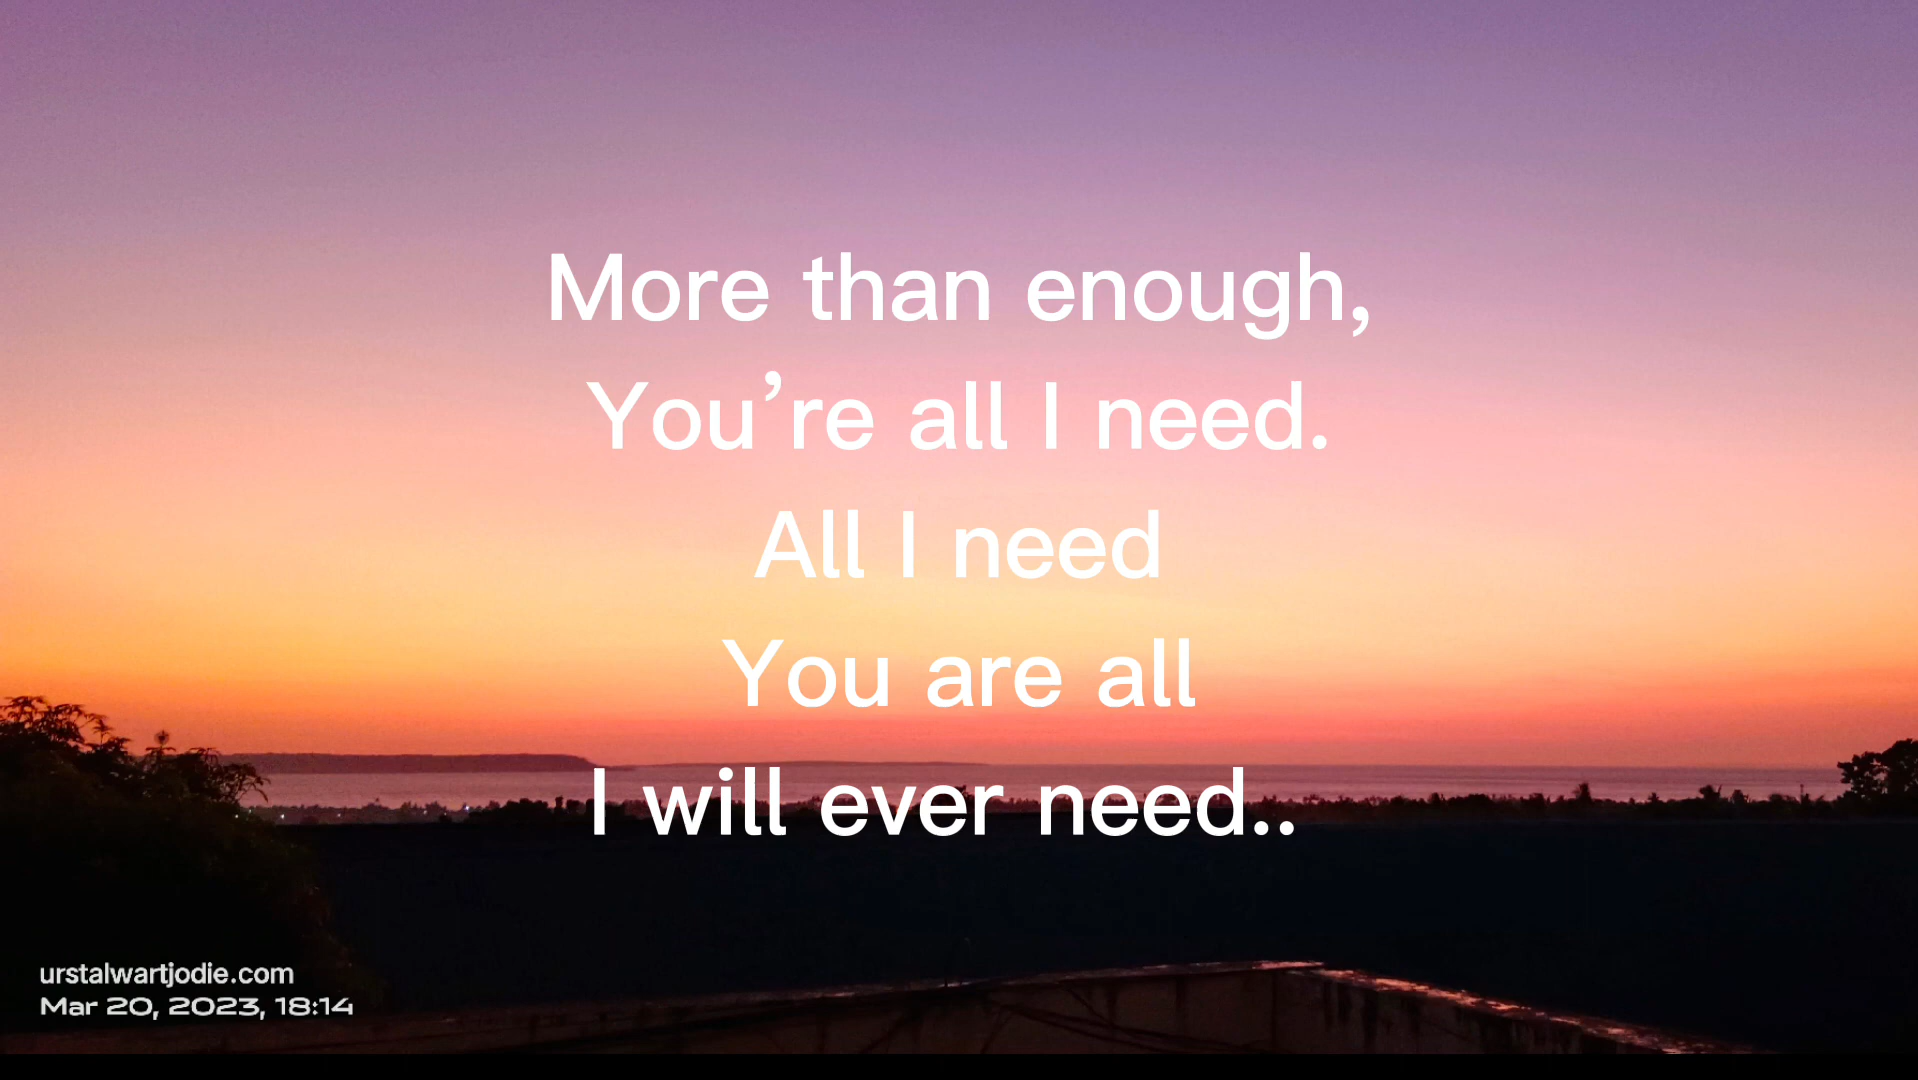 More than enough,
You’re all I need.
All I need
You are all
I will ever need..
urstalwartjodie.com
Mar 20, 2023, 18:14